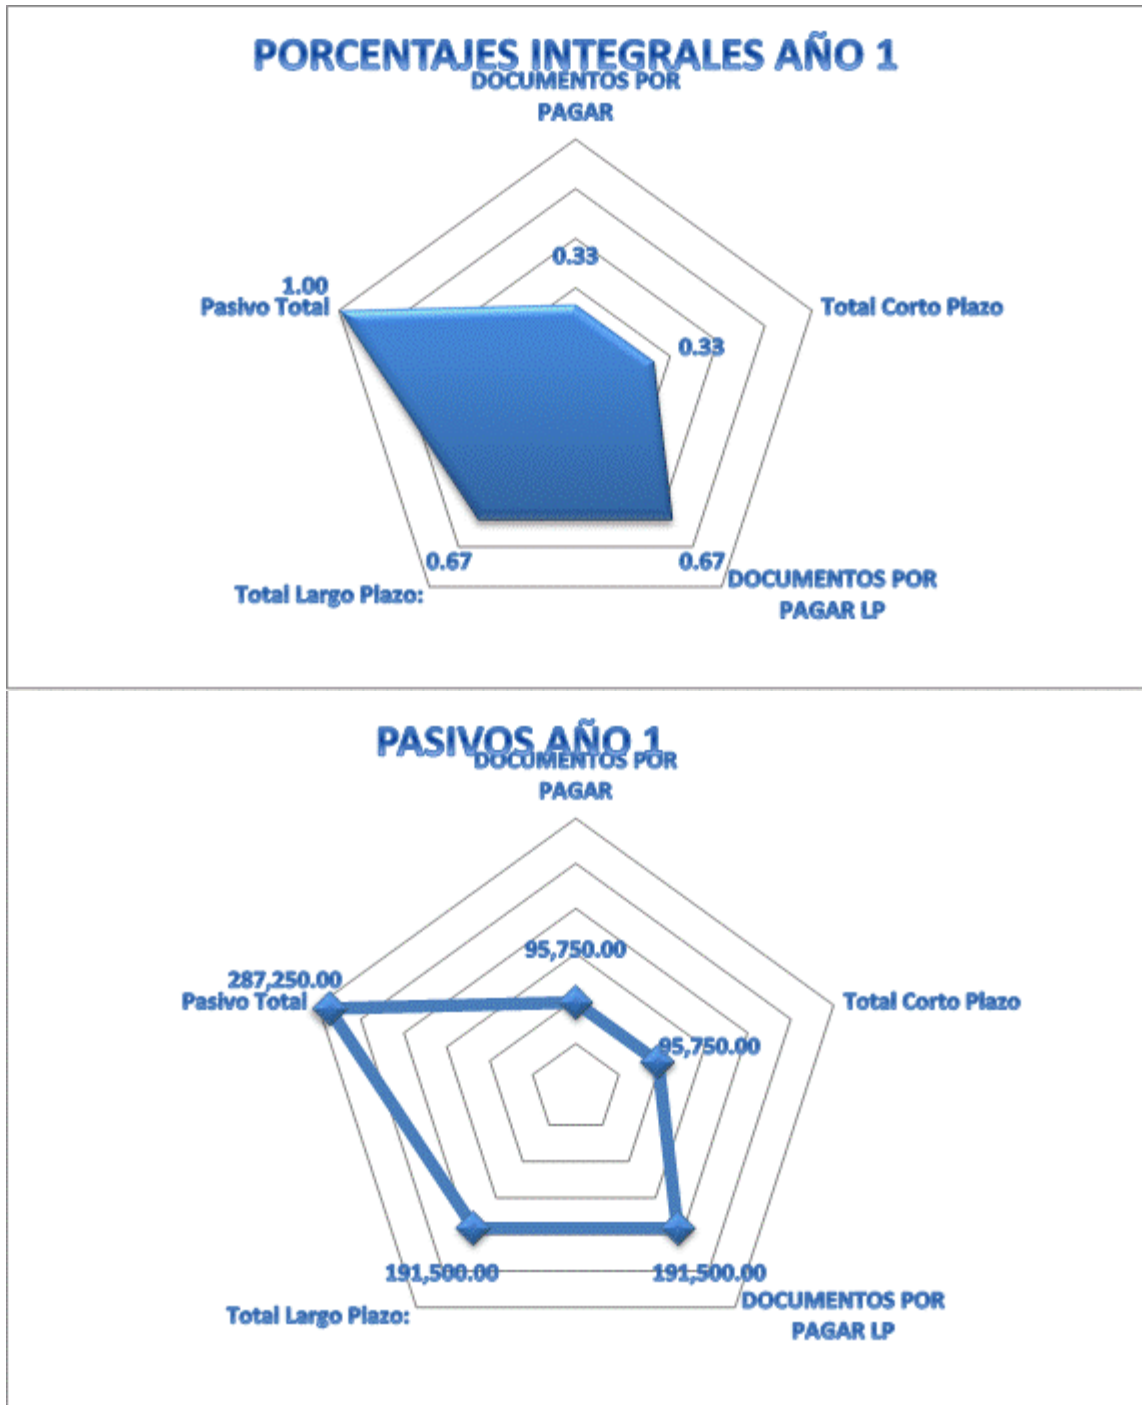 PORCENTAJES INTEGRALES AÑO 1
DOCUMENTOS POR
PAGAR
0.33
1.00
Pasivo Total
Total Corto Plazo
0.33
0.67
0.67
DOCUMENTOS POR
PAGAR LP
Total Largo Plazo:
PASIVOS AÑO 1
DOCUMENTOS POR
PAGAR
95,750.00
287,250.00
Pasivo Total
Total Corto Plazo
95,750.00
191,500.00
191,500.00
DOCUMENTOS POR
PAGAR LP
Total Largo Plazo: